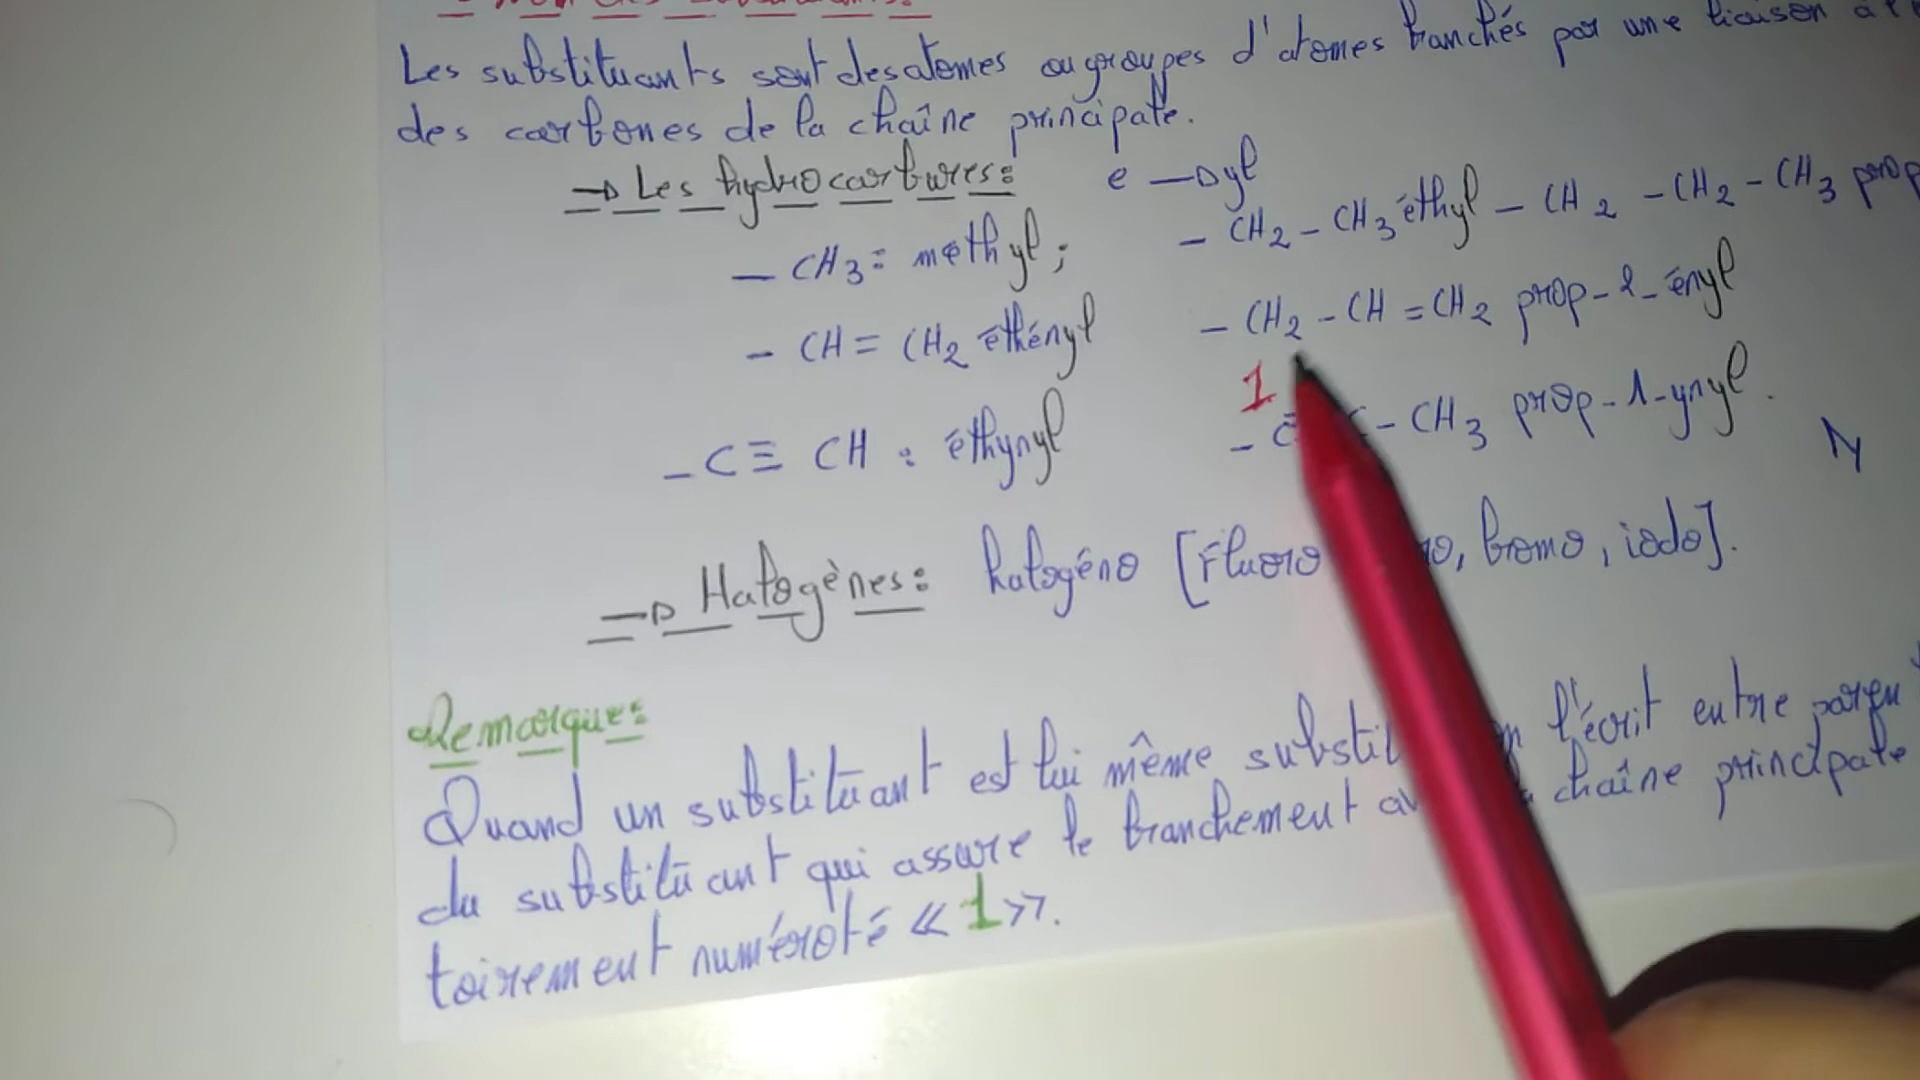 Les substituants sont des atomes ou groupes d'atomes branchés par une liaison à l'
des carbones de la chaîne principale.
→ Les hydrocarbures: e → yl
- CH3: méthyl; - CH2 - CH3 éthyl - CH2 - CH2 - CH3 prop
- CH = CH2 éthényl - CH2 - CH = CH2 prop-2-ényl
1
- C ≡ CH : éthynyl - C - CH3 prop-1-ynyl.
N
→ Halogènes: halogéno [Fluoro o, bromo, iodo].
Remarque:
Quand un substituant est lui même substit l'écrit entre paren
du substituant qui assure le branchement av chaîne principale
toirement numéroté « 1 ».